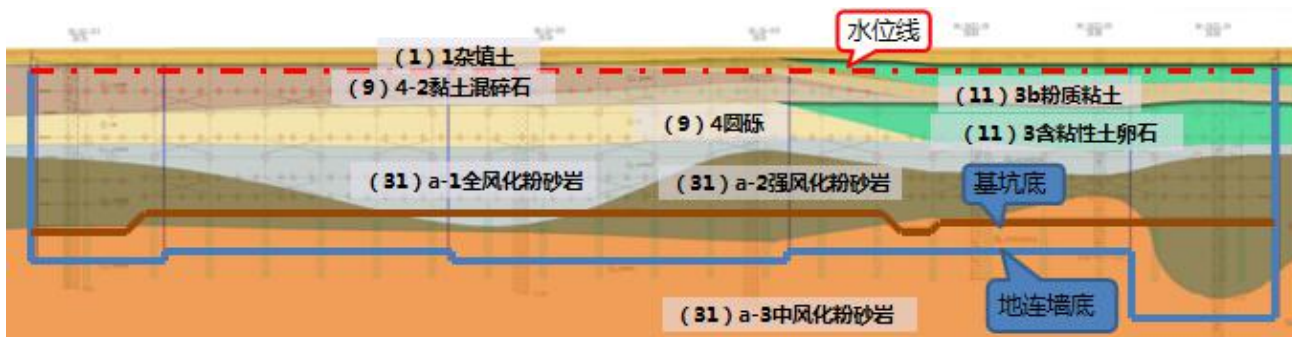 水位线
(1)1杂填土
(9)4-2黏土混碎石
(11)3b粉质粘土
(9)4圆砾
(11)3含粘性土卵石
(31)a-1全风化粉砂岩
(31)a-2强风化粉砂岩
基坑底
地连墙底
(31)a-3中风化粉砂岩